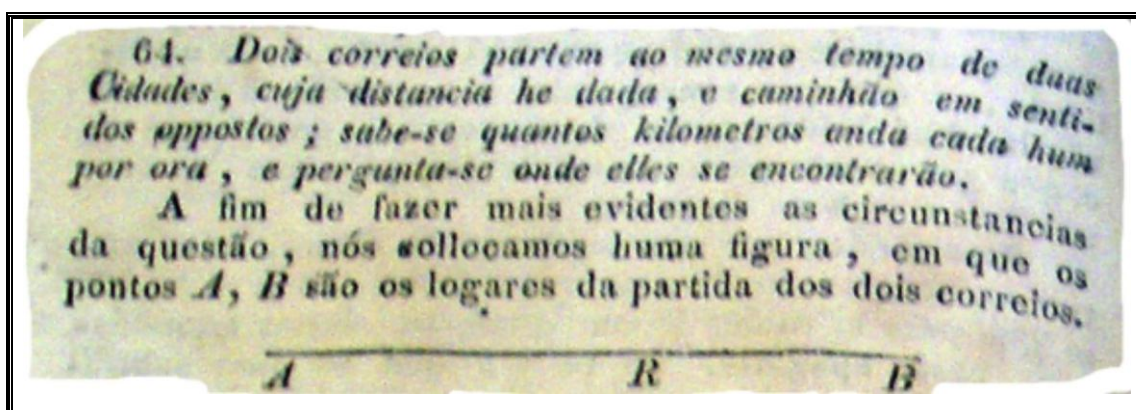 64. Dois correios partem ao mesmo tempo de duas
Cidades, cuja distancia he dada, e caminhão em senti-
dos oppostos; sabe-se quantos kilometros anda cada hum
por ora, e pergunta-se onde elles se encontrarão.
A fim de fazer mais evidentes as circunstancias
da questão, nós collocamos huma figura, em que os
pontos A, B são os logares da partida dos dois correios.
A R B